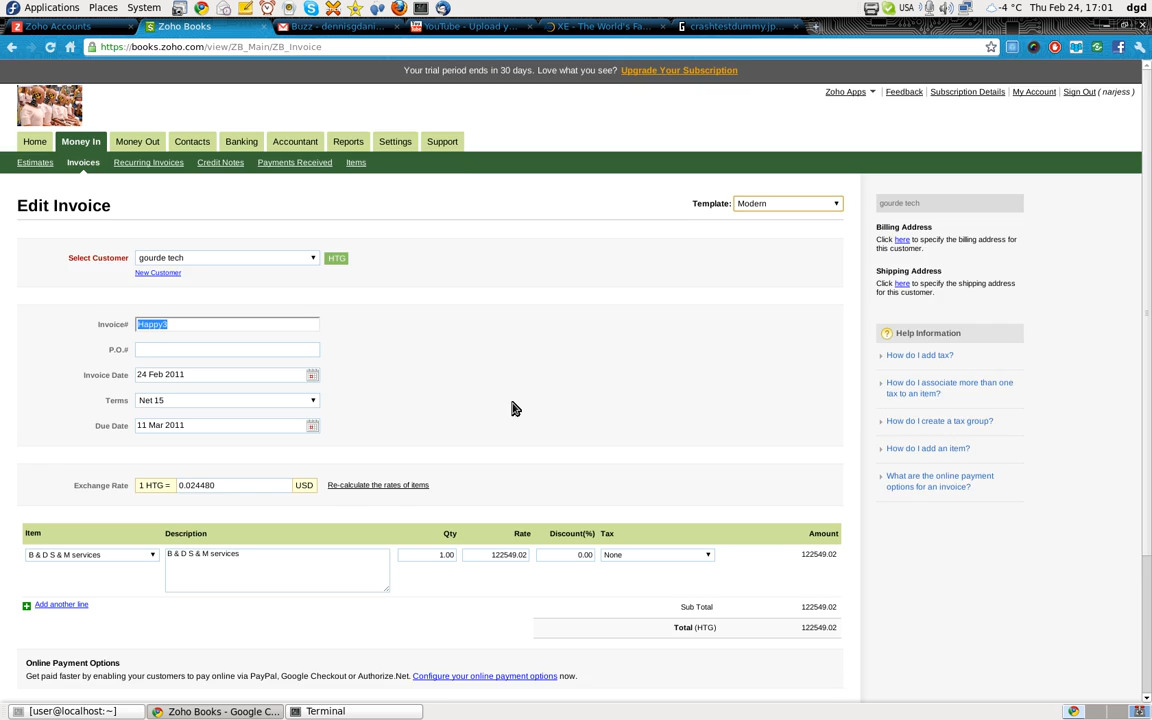 Applications Places System USA -4 °C Thu Feb 24, 17:01 dgd
Zoho Accounts Zoho Books Buzz - dennisgdani... YouTube - Upload y... XE - The World's Fa... crashtestdummy.jp...
https://books.zoho.com/view/ZB_Main/ZB_Invoice
Your trial period ends in 30 days. Love what you see? Upgrade Your Subscription
Zoho Apps Feedback Subscription Details My Account Sign Out ( narjess )
Home Money In Money Out Contacts Banking Accountant Reports Settings Support
Estimates Invoices Recurring Invoices Credit Notes Payments Received Items
Edit Invoice
Template: Modern
Select Customer gourde tech HTG
New Customer
Invoice# Happy3
P.O.#
Invoice Date 24 Feb 2011
Terms Net 15
Due Date 11 Mar 2011
Exchange Rate 1 HTG = 0.024480 USD Re-calculate the rates of items
Item Description Qty Rate Discount(%) Tax Amount
B & D S & M services B & D S & M services 1.00 122549.02 0.00 None 122549.02
Add another line
Sub Total 122549.02
Total (HTG) 122549.02
Online Payment Options
Get paid faster by enabling your customers to pay online via PayPal, Google Checkout or Authorize.Net. Configure your online payment options now.
gourde tech
Billing Address
Click here to specify the billing address for
this customer.
Shipping Address
Click here to specify the shipping address
for this customer.
? Help Information
How do I add tax?
How do I associate more than one
tax to an item?
How do I create a tax group?
How do I add an item?
What are the online payment
options for an invoice?
[user@localhost:~] Zoho Books - Google C... Terminal